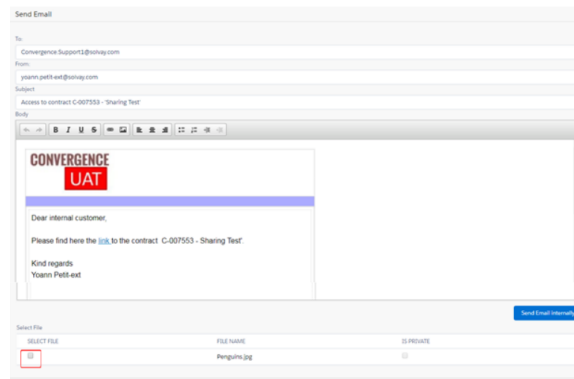 Send Email
To:
Convergence.Support1@solvay.com
From:
yoann.petit-ext@solvay.com
Subject
Access to contract C-007553 - 'Sharing Test'
Body
B I U S
CONVERGENCE
UAT
Dear internal customer,
Please find here the link to the contract C-007553 - Sharing Test'.
Kind regards
Yoann Petit-ext
Send Email Internally
Select File
SELECT FILE FILE NAME IS PRIVATE
Penguins.jpg